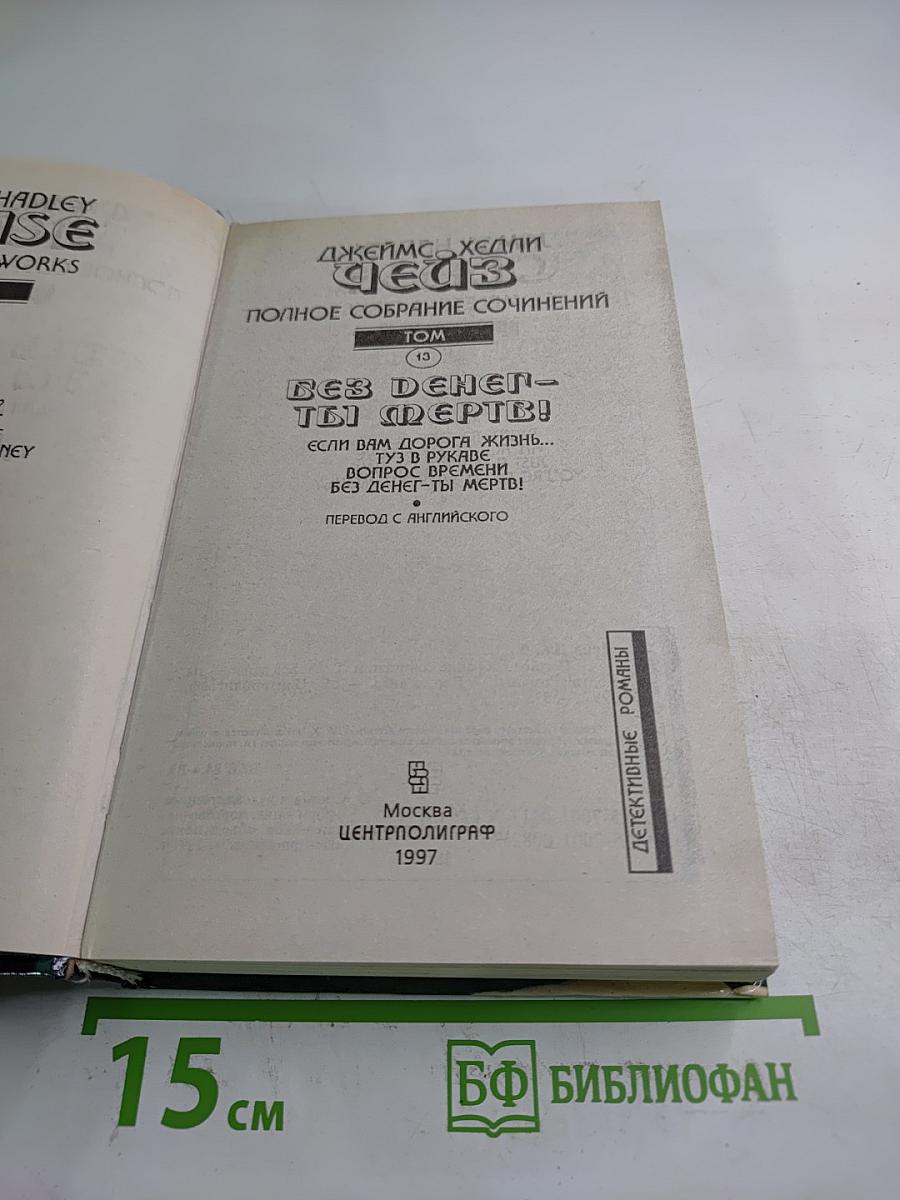 HADLEY
WORKS
NEY
ДЖЕЙМС ХЕДЛИ
ЧЕЙЗ
ПОЛНОЕ СОБРАНИЕ СОЧИНЕНИЙ
ТОМ
13
БЕЗ ДЕНЕГ-
ТЫ МЕРТВ!
ЕСЛИ ВАМ ДОРОГА ЖИЗНЬ...
ТУЗ В РУКАВЕ
ВОПРОС ВРЕМЕНИ
БЕЗ ДЕНЕГ-ТЫ МЕРТВ!
ПЕРЕВОД С АНГЛИЙСКОГО
ДЕТЕКТИВНЫЕ РОМАНЫ
Москва
ЦЕНТРПОЛИГРАФ
1997
15 см
БФ БИБЛИОФАН